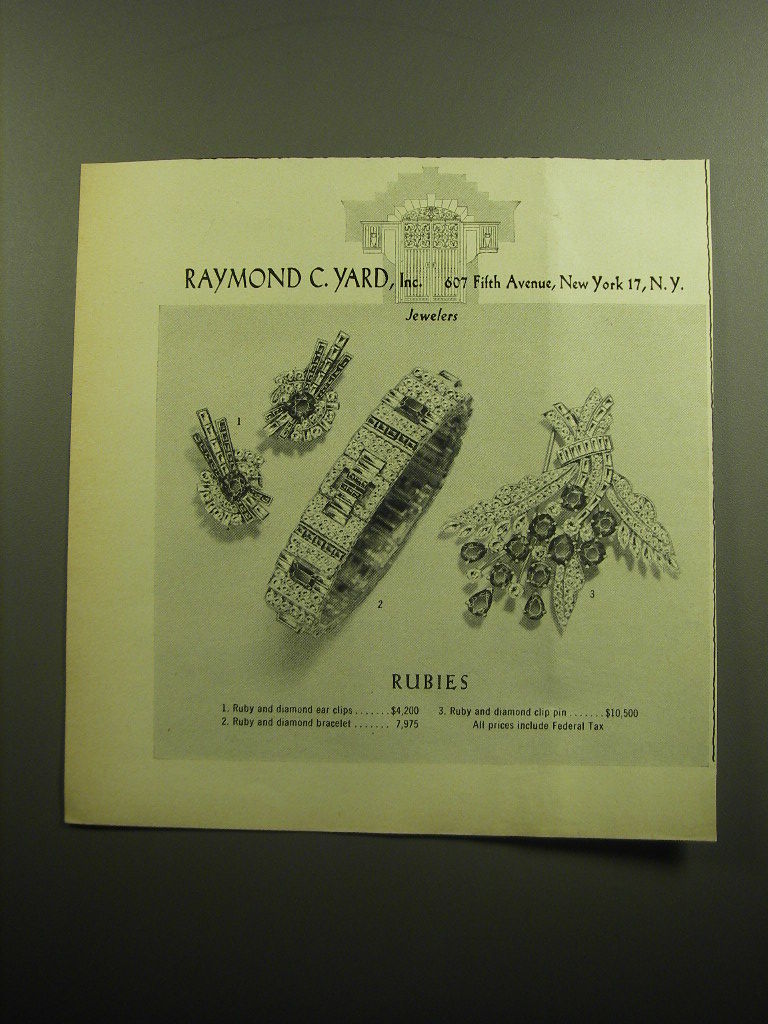 RAYMOND C. YARD, Inc. 607 Fifth Avenue, New York 17, N. Y.
Jewelers
1
2
3
RUBIES
1. Ruby and diamond ear clips . . . . . . . $4,200
2. Ruby and diamond bracelet . . . . . . . 7,975
3. Ruby and diamond clip pin . . . . . . . $10,500
All prices include Federal Tax